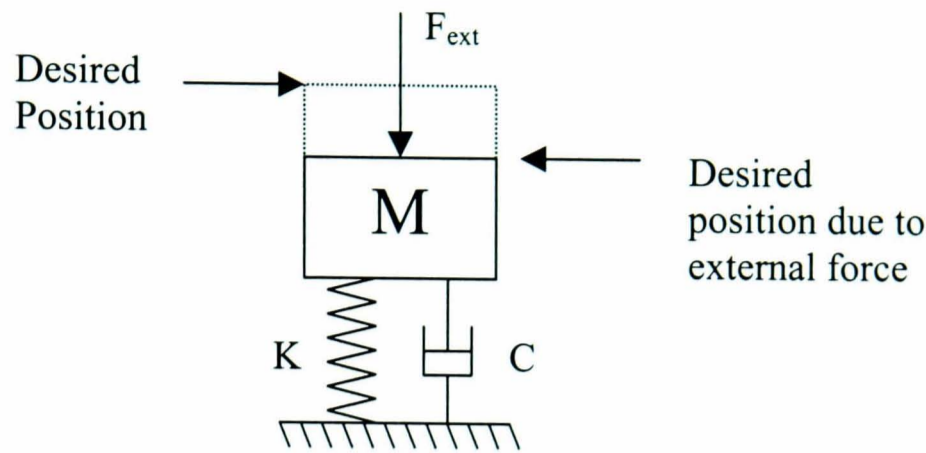 F_ext
Desired
Position
M
Desired
position due to
external force
K
C